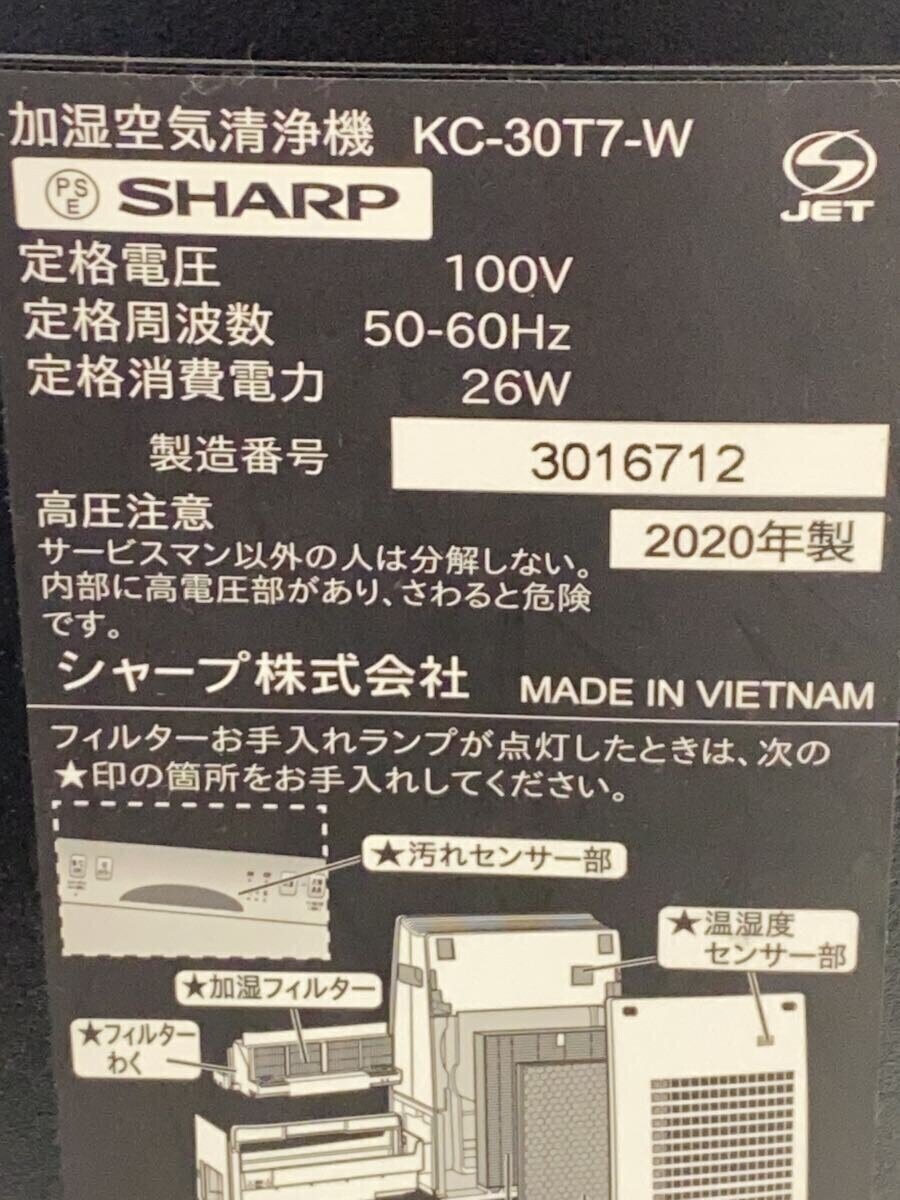 加湿空気清浄機 KC-30T7-W
PS E SHARP
JET
定格電圧 100V
定格周波数 50-60Hz
定格消費電力 26W
製造番号 3016712
高圧注意
2020年製
サービスマン以外の人は分解しない。
内部に高電圧部があり、さわると危険
です。
シャープ株式会社 MADE IN VIETNAM
フィルターお手入れランプが点灯したときは、次の
★印の箇所をお手入れしてください。
★汚れセンサー部
★温湿度
センサー部
★加湿フィルター
★フィルター
わく